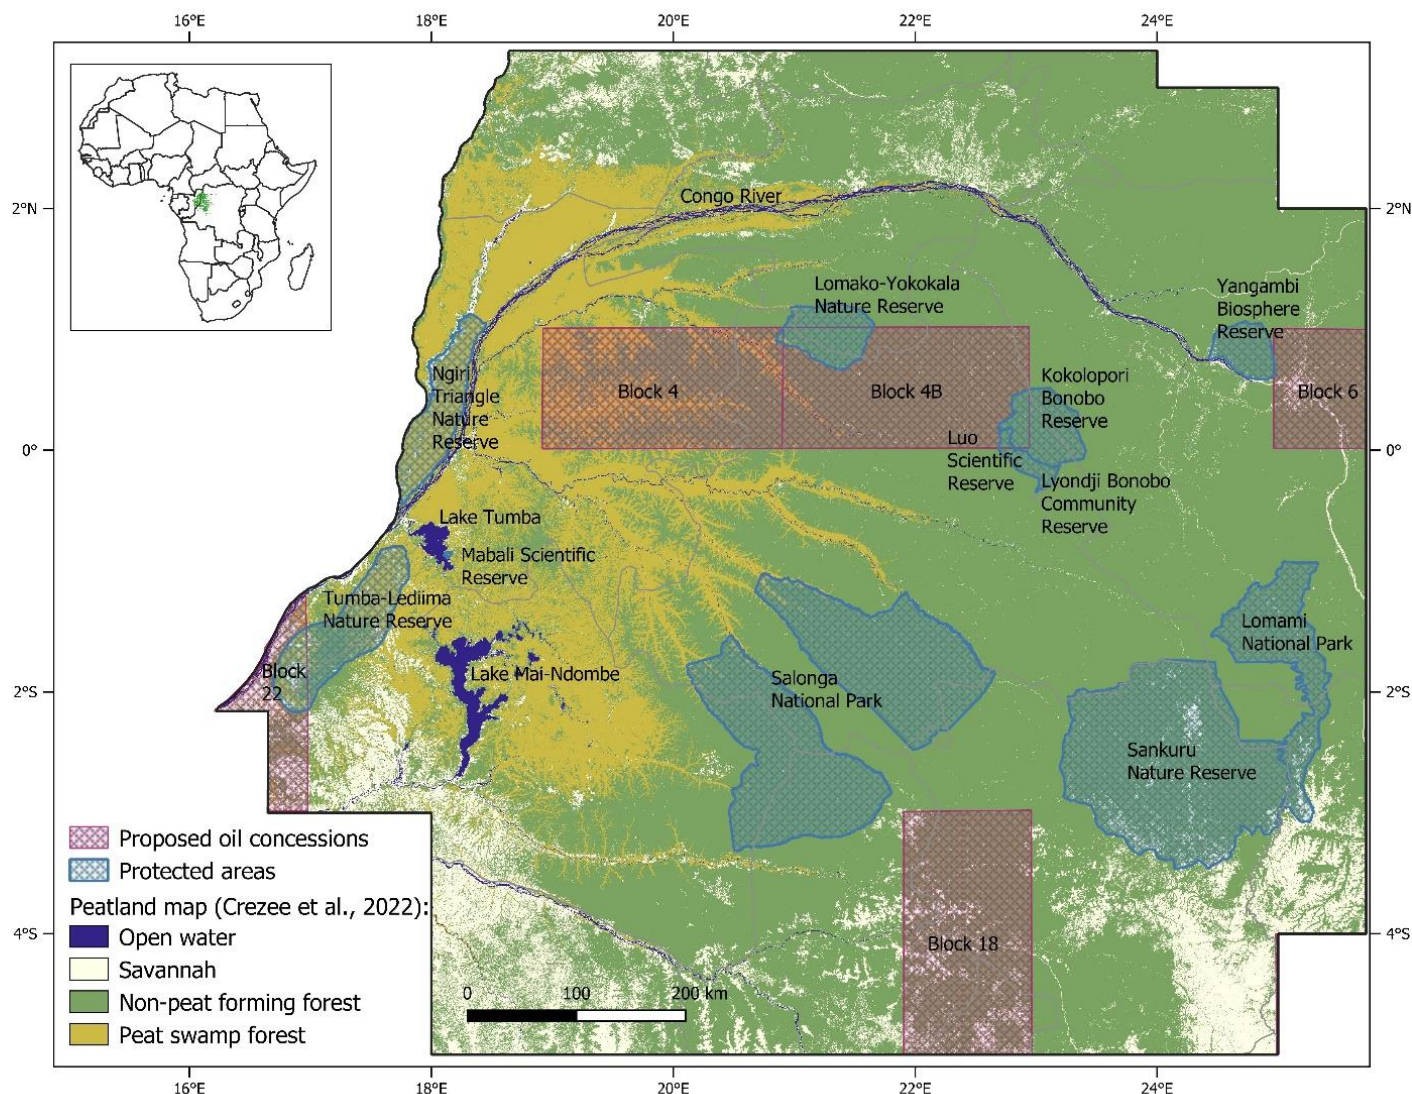 16°E
18°E
20°E
22°E
24°E
2°N
0°
2°S
4°S
2°N
0°
2°S
4°S
Congo River
Lomako-Yokokala
Nature Reserve
Yangambi
Biosphere
Reserve
Ngiri
Triangle
Nature
Reserve
Block 4
Block 4B
Kokolopori
Bonobo
Reserve
Block 6
Luo
Scientific
Reserve
Lyondji Bonobo
Community
Reserve
Lake Tumba
Mabali Scientific
Reserve
Tumba-Lediima
Nature Reserve
Lomami
National Park
Block
22
Lake Mai-Ndombe
Salonga
National Park
Sankuru
Nature Reserve
Block 18
Proposed oil concessions
Protected areas
Peatland map (Crezee et al., 2022):
Open water
Savannah
Non-peat forming forest
Peat swamp forest
0 100 200 km
16°E
18°E
20°E
22°E
24°E